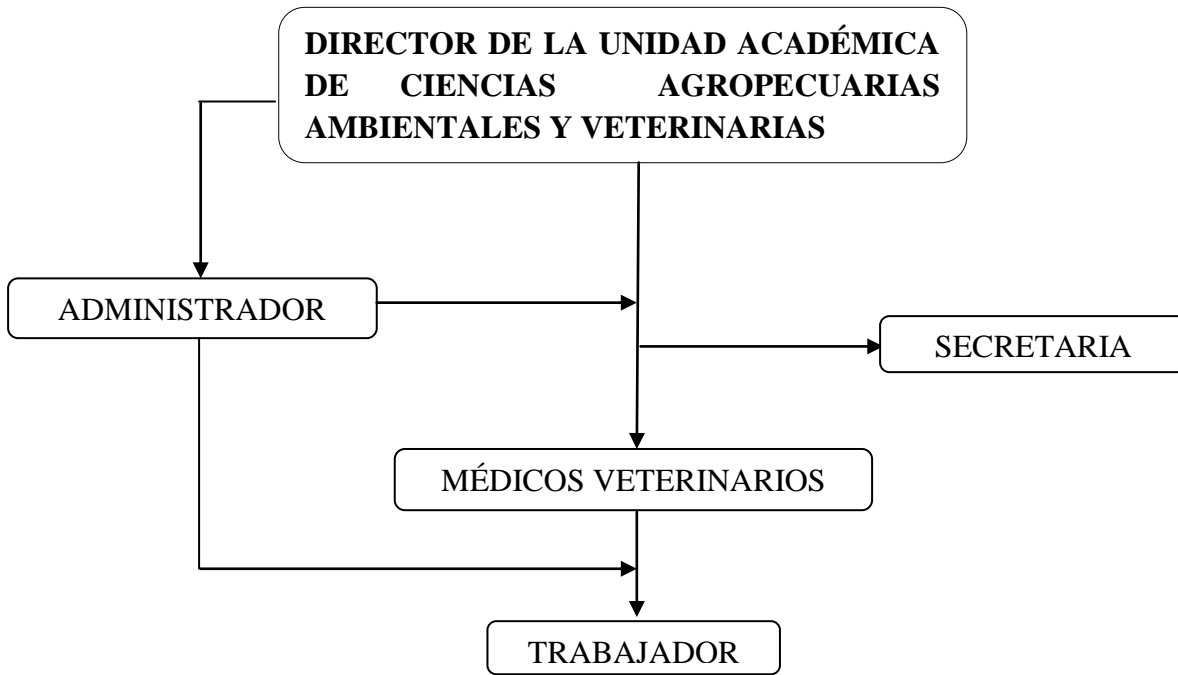 DIRECTOR DE LA UNIDAD ACADÉMICA
DE CIENCIAS AGROPECUARIAS
AMBIENTALES Y VETERINARIAS
ADMINISTRADOR
SECRETARIA
MÉDICOS VETERINARIOS
TRABAJADOR